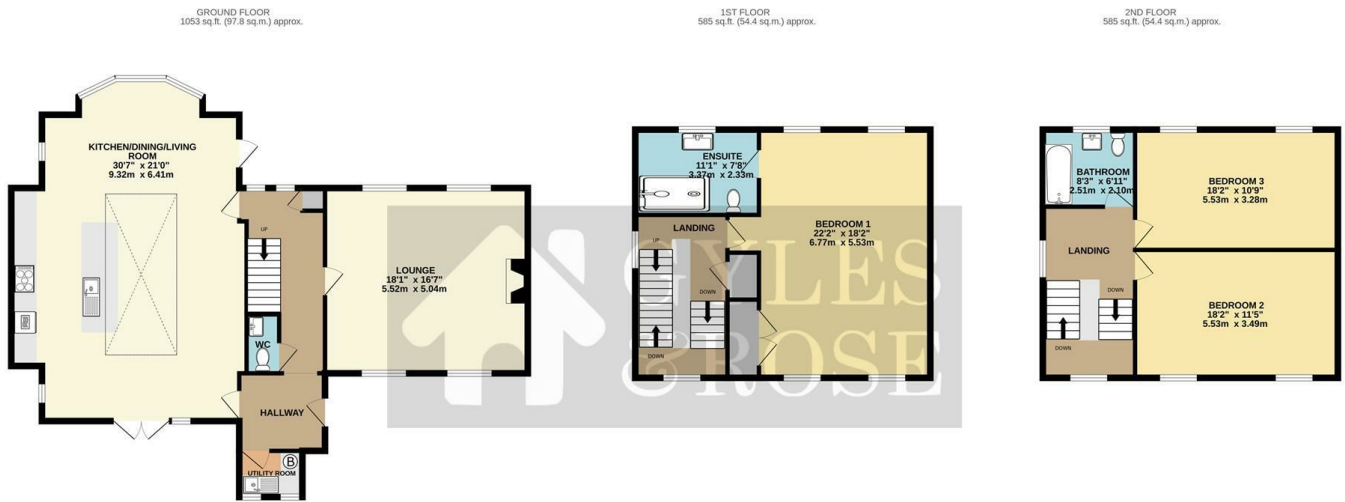 GROUND FLOOR
1053 sq.ft. (97.8 sq.m.) approx.
KITCHEN/DINING/LIVING
ROOM
30'7" x 21'0"
9.32m x 6.41m
UP
LOUNGE
18'1" x 16'7"
5.52m x 5.04m
WC
HALLWAY
B
UTILITY ROOM
1ST FLOOR
585 sq.ft. (54.4 sq.m.) approx.
ENSUITE
11'1" x 7'8"
3.37m x 2.33m
LANDING
UP
DOWN
DOWN
BEDROOM 1
22'2" x 18'2"
6.77m x 5.53m
2ND FLOOR
585 sq.ft. (54.4 sq.m.) approx.
BATHROOM
8'3" x 6'11"
2.51m x 2.10m
BEDROOM 3
18'2" x 10'9"
5.53m x 3.28m
LANDING
DOWN
DOWN
BEDROOM 2
18'2" x 11'5"
5.53m x 3.49m
GYLES
&ROSE